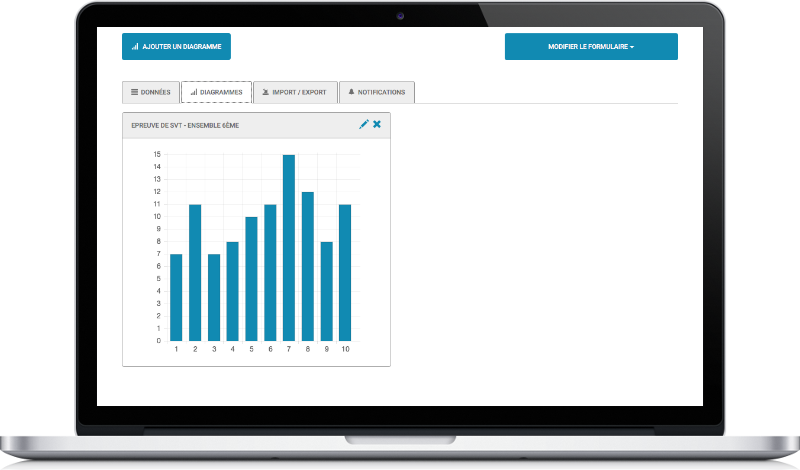 AJOUTER UN DIAGRAMME
MODIFIER LE FORMULAIRE
DONNÉES
DIAGRAMMES
IMPORT / EXPORT
NOTIFICATIONS
EPREUVE DE SVT - ENSEMBLE 6ÈME
15
14
13
12
11
10
9
8
7
6
5
4
3
2
1
0
1 2 3 4 5 6 7 8 9 10